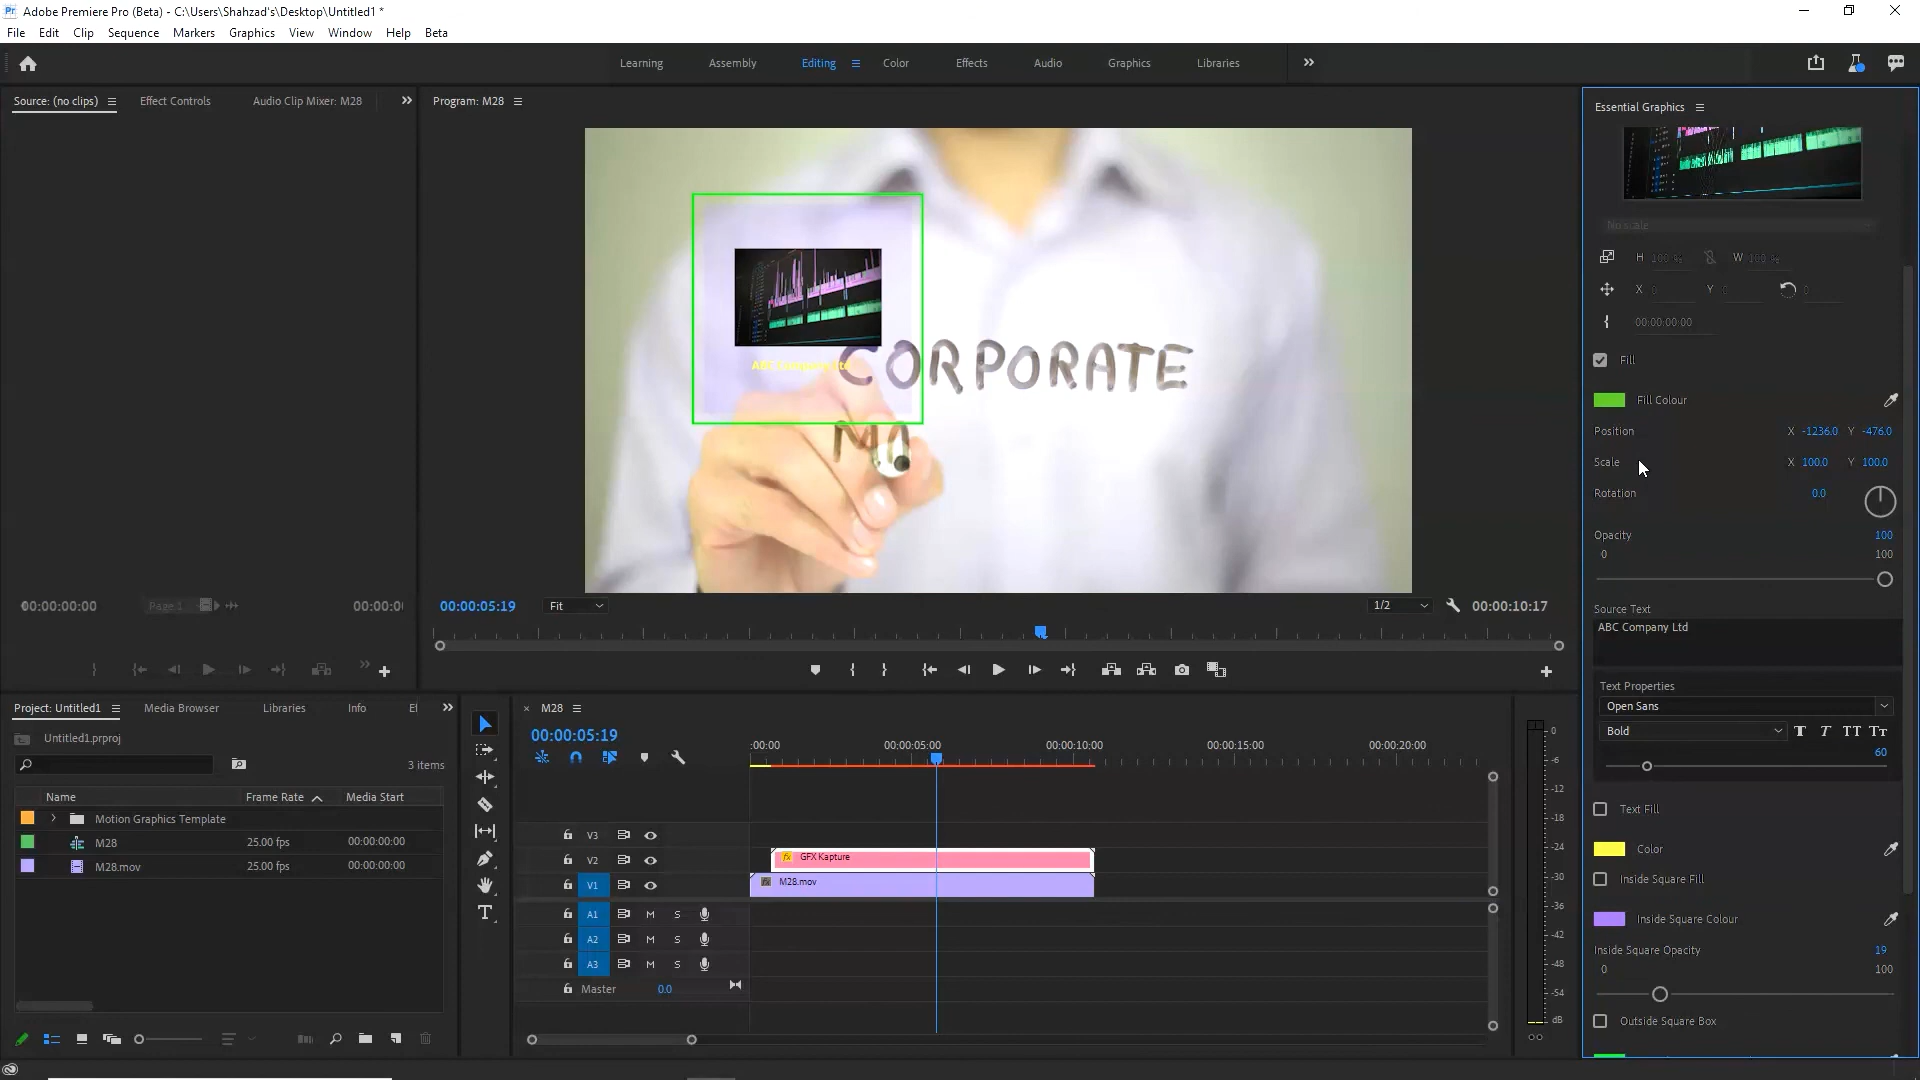 Adobe Premiere Pro (Beta) - C:\Users\Shahzad's\Desktop\Untitled1 *
File Edit Clip Sequence Markers Graphics View Window Help Beta
Learning Assembly Editing Color Effects Audio Graphics Libraries
Source: (no clips) Effect Controls Audio Clip Mixer: M28
Program: M28
Essential Graphics
ABC Company Ltd
CORPORATE
MA
No scale
H 100 % W 100 %
X 0 Y 0 0
00:00:00:00
Fill
Fill Colour
Position X -1236.0 Y -476.0
Scale X 100.0 Y 100.0
Rotation 0.0
Opacity 100
0 100
Source Text
ABC Company Ltd
Text Properties
Open Sans
Bold T T TT Tт
60
Text Fill
Color
Inside Square Fill
Inside Square Colour
Inside Square Opacity 19
0 100
Outside Square Box
00:00:00:00 Page 1 00:00:0
00:00:05:19 Fit 1/2 00:00:10:17
Project: Untitled1 Media Browser Libraries Info
Untitled1.prproj
3 items
Name Frame Rate Media Start
Motion Graphics Template
M28 25.00 fps 00:00:00:00
M28.mov 25.00 fps 00:00:00:00
× M28
00:00:05:19
:00:00 00:00:05:00 00:00:10:00 00:00:15:00 00:00:20:00
V3
V2 fx GFX Kapture
V1 fx M28.mov
A1 M S
A2 M S
A3 M S
Master 0.0
0
-6
-12
-18
-24
-30
-36
-42
-48
-54
dB